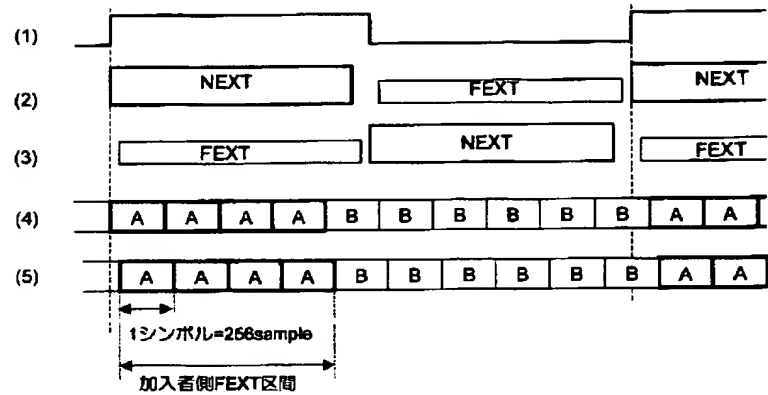 (1)
(2) NEXT FEXT NEXT
(3) FEXT NEXT FEXT
(4) A A A A B B B B B B A A
(5) A A A A B B B B B B A A
1シンボル=256sample
加入者側FEXT区間